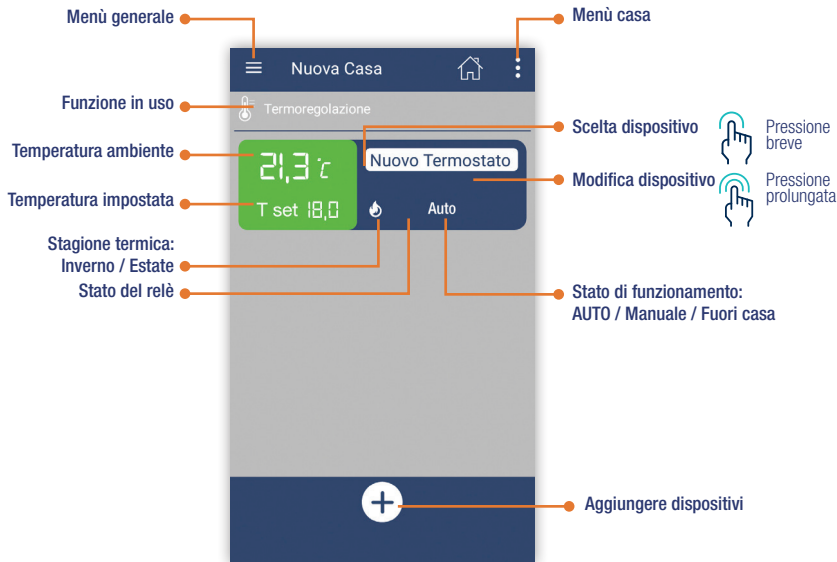 Menù generale
Menù casa
Nuova Casa
Funzione in uso
Termoregolazione
Temperatura ambiente
21,3 °C
Nuovo Termostato
Scelta dispositivo
Pressione
breve
Modifica dispositivo
Pressione
prolungata
Temperatura impostata
T set 18,0
Auto
Stagione termica:
Inverno / Estate
Stato del relè
Stato di funzionamento:
AUTO / Manuale / Fuori casa
Aggiungere dispositivi